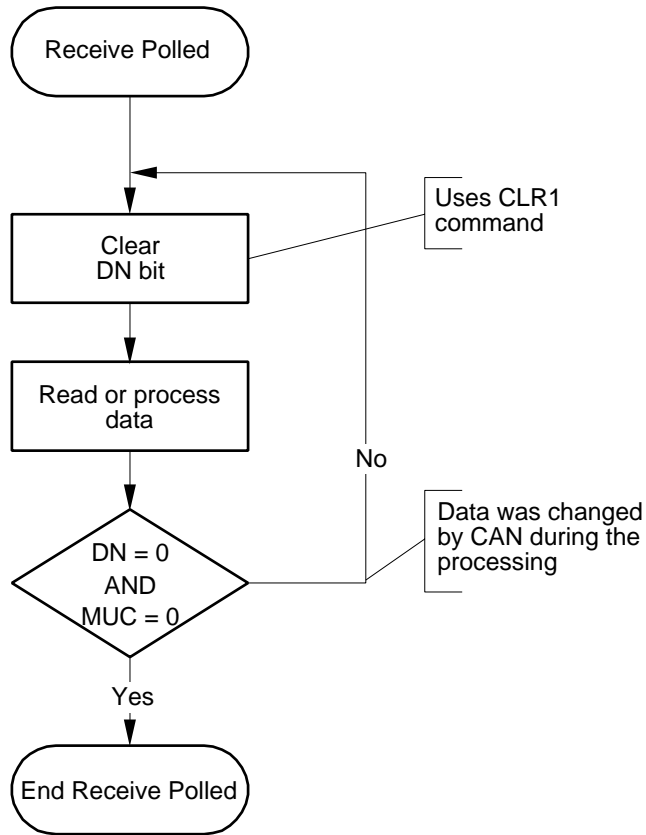 Receive Polled
Uses CLR1
command
Clear
DN bit
Read or process
data
No
Data was changed
by CAN during the
processing
DN = 0
AND
MUC = 0
Yes
End Receive Polled